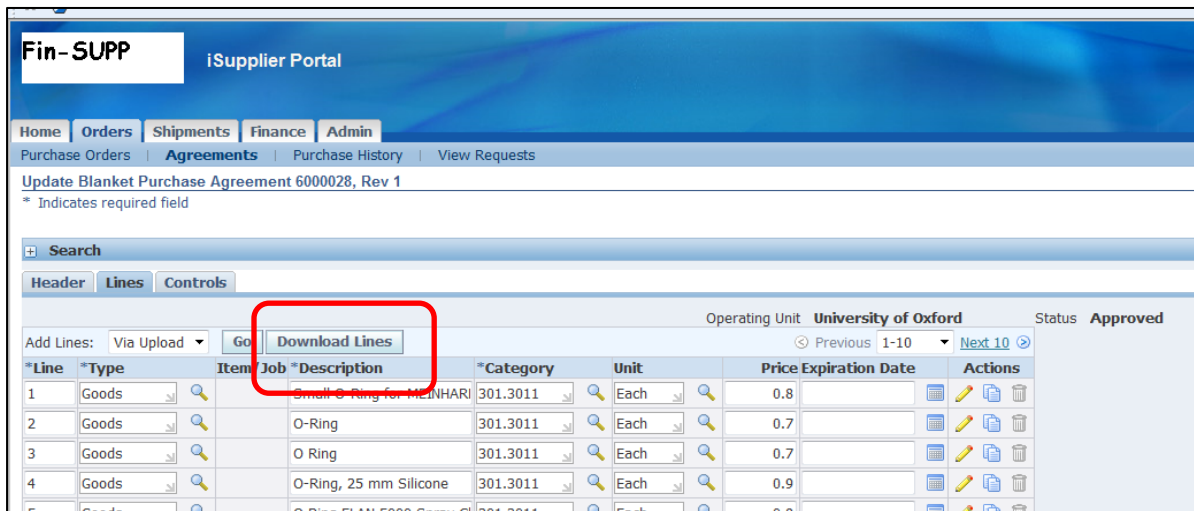 Fin-SUPP
iSupplier Portal
Home Orders Shipments Finance Admin
Purchase Orders | Agreements | Purchase History | View Requests
Update Blanket Purchase Agreement 6000028, Rev 1
* Indicates required field
Search
Header Lines Controls
Operating Unit University of Oxford Status Approved
Add Lines: Via Upload Go Download Lines Previous 1-10 Next 10
*Line *Type Item/Job *Description *Category Unit Price Expiration Date Actions
1 Goods Small O-Ring for MEINHARD 301.3011 Each 0.8
2 Goods O-Ring 301.3011 Each 0.7
3 Goods O Ring 301.3011 Each 0.7
4 Goods O-Ring, 25 mm Silicone 301.3011 Each 0.9